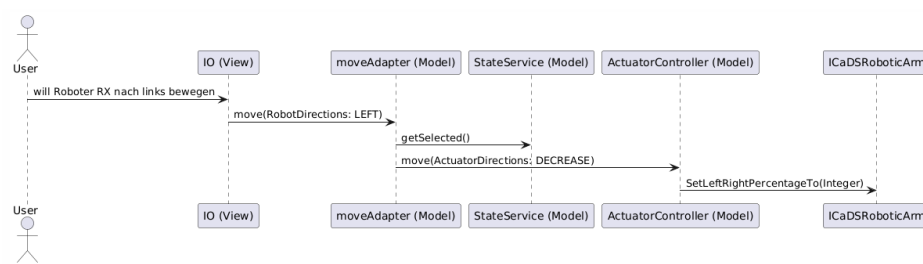 User
IO (View)
moveAdapter (Model)
StateService (Model)
ActuatorController (Model)
ICaDSRoboticArm
will Roboter RX nach links bewegen
move(RobotDirections: LEFT)
getSelected()
move(ActuatorDirections: DECREASE)
SetLeftRightPercentageTo(Integer)
User
IO (View)
moveAdapter (Model)
StateService (Model)
ActuatorController (Model)
ICaDSRoboticArm